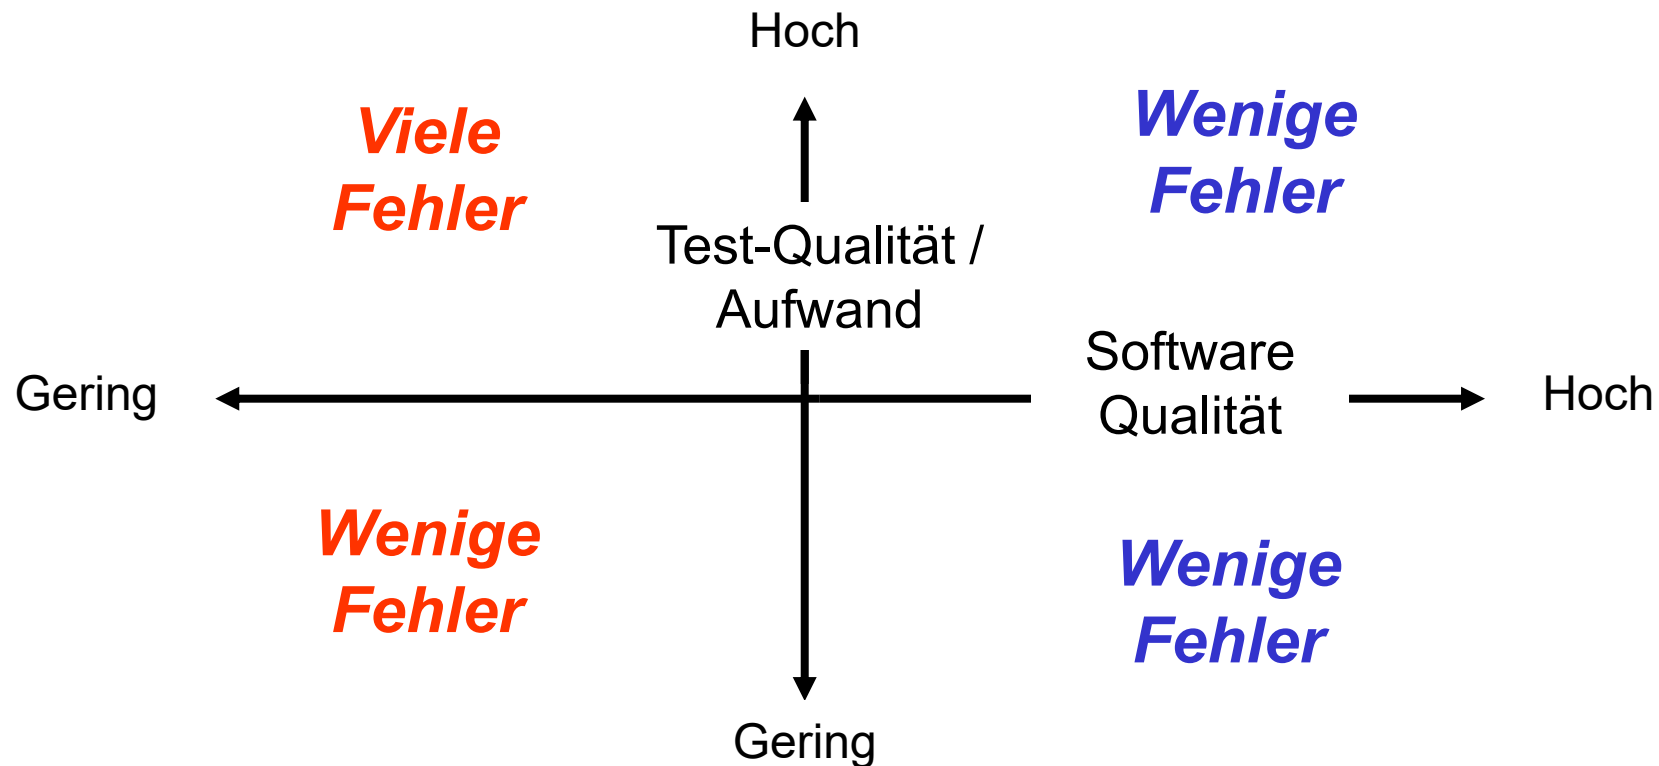 Hoch
Viele
Fehler
Wenige
Fehler
Test-Qualität /
Aufwand
Software
Qualität
Gering
Hoch
Wenige
Fehler
Wenige
Fehler
Gering